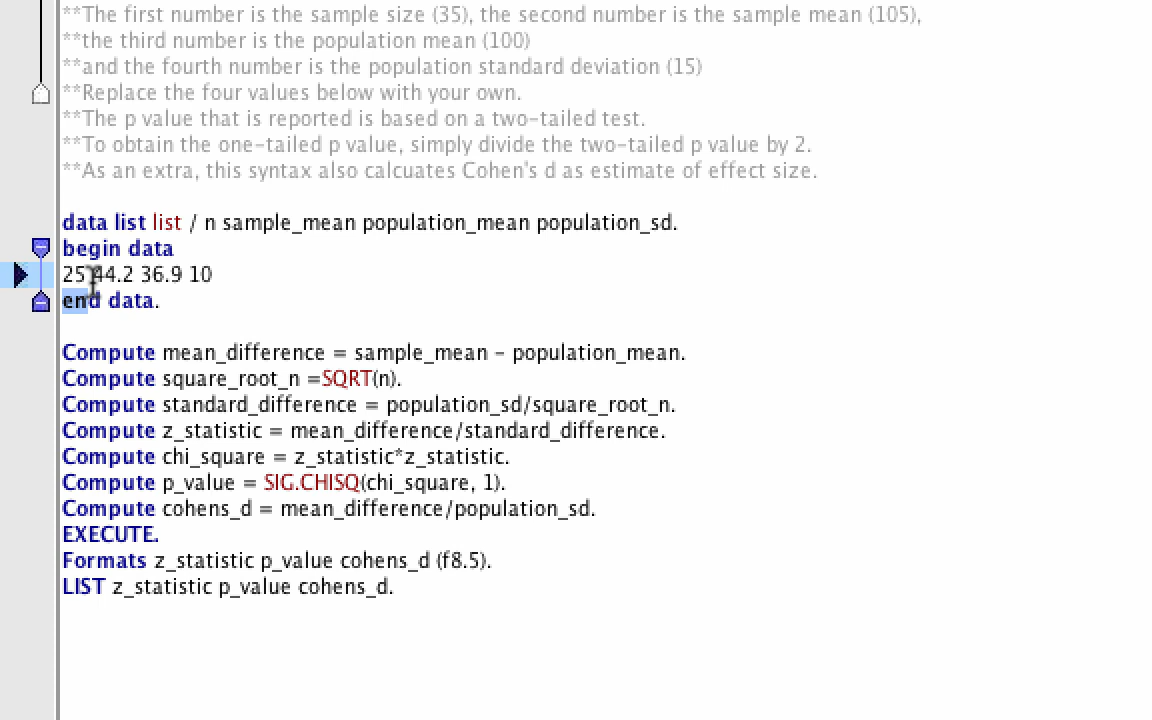 **The first number is the sample size (35), the second number is the sample mean (105),
**the third number is the population mean (100)
**and the fourth number is the population standard deviation (15)
**Replace the four values below with your own.
**The p value that is reported is based on a two-tailed test.
**To obtain the one-tailed p value, simply divide the two-tailed p value by 2.
**As an extra, this syntax also calcuates Cohen's d as estimate of effect size.
data list list / n sample_mean population_mean population_sd.
begin data
25 44.2 36.9 10
end data.
Compute mean_difference = sample_mean - population_mean.
Compute square_root_n =SQRT(n).
Compute standard_difference = population_sd/square_root_n.
Compute z_statistic = mean_difference/standard_difference.
Compute chi_square = z_statistic*z_statistic.
Compute p_value = SIG.CHISQ(chi_square, 1).
Compute cohens_d = mean_difference/population_sd.
EXECUTE.
Formats z_statistic p_value cohens_d (f8.5).
LIST z_statistic p_value cohens_d.